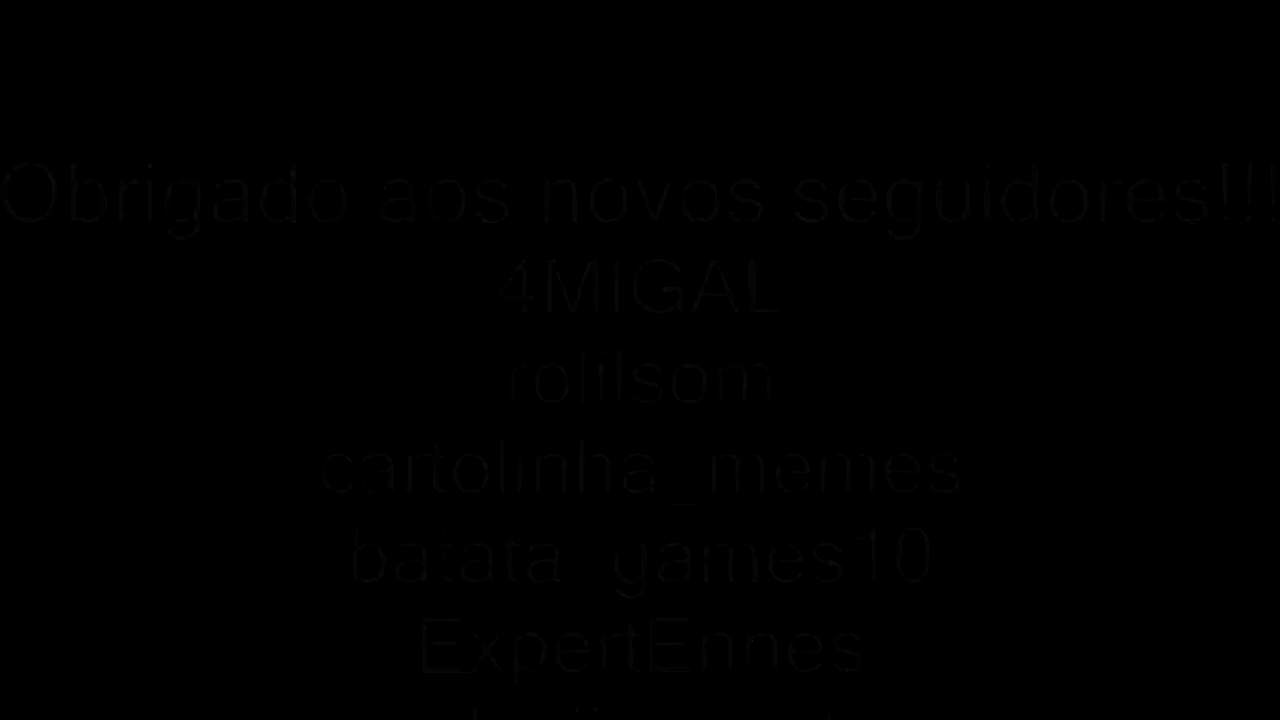 Obrigado aos novos seguidores!!!
4MIGAL
rolilsom
cartolinha_memes
batata_games10
ExpertEnnes